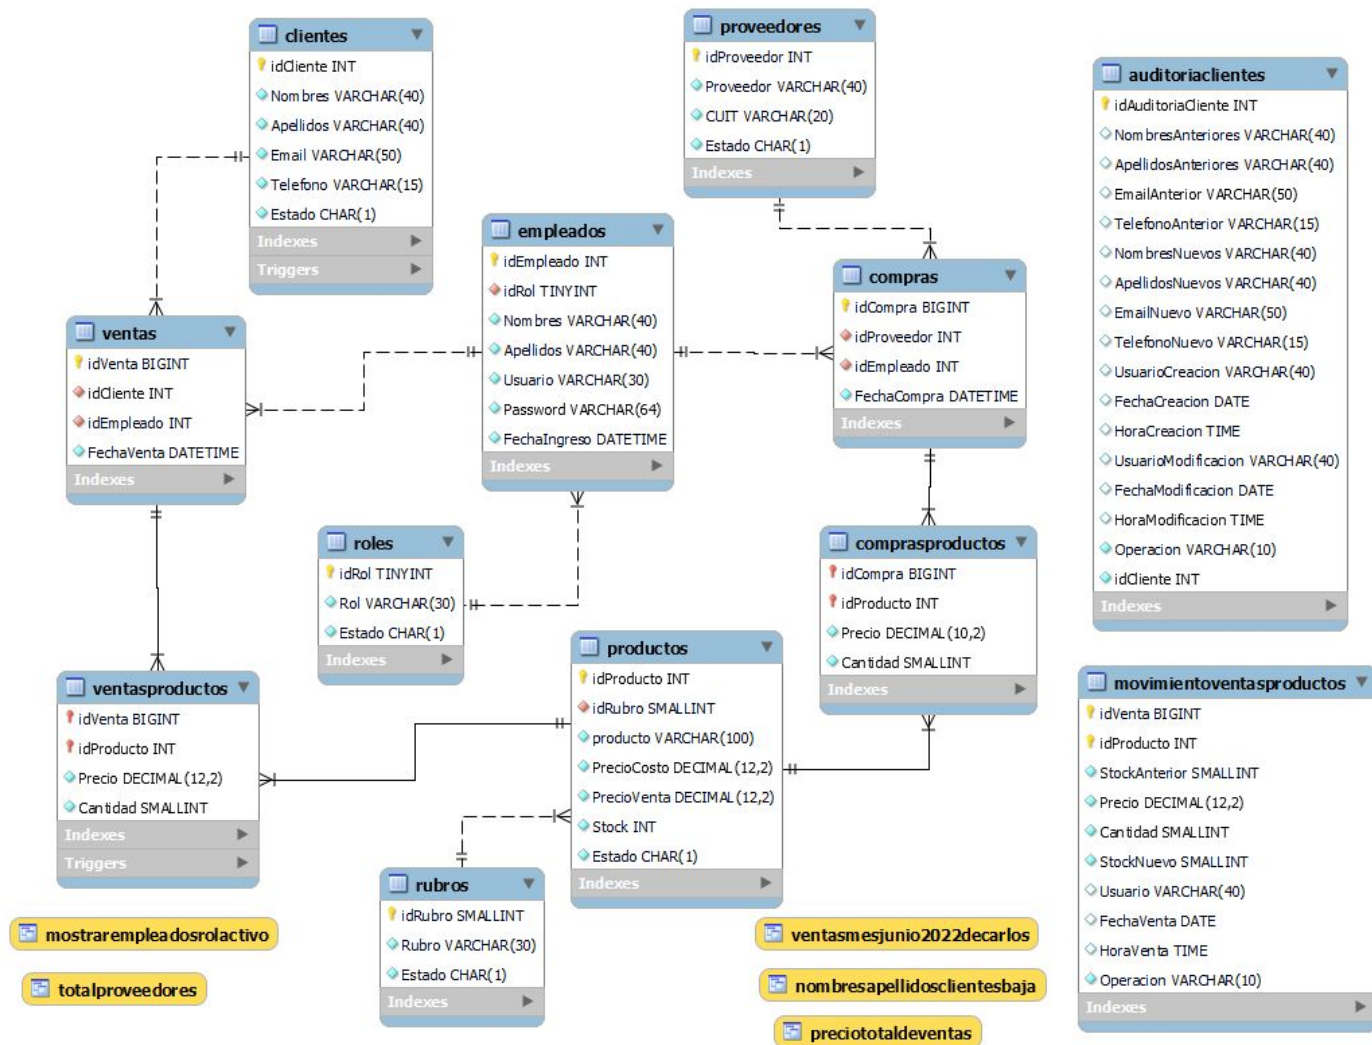 clientes
idCliente INT
Nombres VARCHAR(40)
Apellidos VARCHAR(40)
Email VARCHAR(50)
Telefono VARCHAR(15)
Estado CHAR(1)
Indexes
Triggers
proveedores
idProveedor INT
Proveedor VARCHAR(40)
CUIT VARCHAR(20)
Estado CHAR(1)
Indexes
auditoriaclientes
idAuditoriaCliente INT
NombresAnteriores VARCHAR(40)
ApellidosAnteriores VARCHAR(40)
EmailAnterior VARCHAR(50)
TelefonoAnterior VARCHAR(15)
NombresNuevos VARCHAR(40)
ApellidosNuevos VARCHAR(40)
EmailNuevo VARCHAR(50)
TelefonoNuevo VARCHAR(15)
UsuarioCreacion VARCHAR(40)
FechaCreacion DATE
HoraCreacion TIME
UsuarioModificacion VARCHAR(40)
FechaModificacion DATE
HoraModificacion TIME
Operacion VARCHAR(10)
idCliente INT
Indexes
empleados
idEmpleado INT
idRol TINYINT
Nombres VARCHAR(40)
Apellidos VARCHAR(40)
Usuario VARCHAR(30)
Password VARCHAR(64)
FechaIngreso DATETIME
Indexes
compras
idCompra BIGINT
idProveedor INT
idEmpleado INT
FechaCompra DATETIME
Indexes
ventas
idVenta BIGINT
idCliente INT
idEmpleado INT
FechaVenta DATETIME
Indexes
roles
idRol TINYINT
Rol VARCHAR(30)
Estado CHAR(1)
Indexes
comprasproductos
idCompra BIGINT
idProducto INT
Precio DECIMAL(10,2)
Cantidad SMALLINT
Indexes
productos
idProducto INT
idRubro SMALLINT
producto VARCHAR(100)
PrecioCosto DECIMAL(12,2)
PrecioVenta DECIMAL(12,2)
Stock INT
Estado CHAR(1)
Indexes
ventasproductos
idVenta BIGINT
idProducto INT
Precio DECIMAL(12,2)
Cantidad SMALLINT
Indexes
Triggers
movimientoventasproductos
idVenta BIGINT
idProducto INT
StockAnterior SMALLINT
Precio DECIMAL(12,2)
Cantidad SMALLINT
StockNuevo SMALLINT
Usuario VARCHAR(40)
FechaVenta DATE
HoraVenta TIME
Operacion VARCHAR(10)
Indexes
rubros
idRubro SMALLINT
Rubro VARCHAR(30)
Estado CHAR(1)
Indexes
mostrarempleadosrolactivo
totalproveedores
ventasmesjunio2022decarlos
nombresapellidosclientesbaja
preciototaldeventas